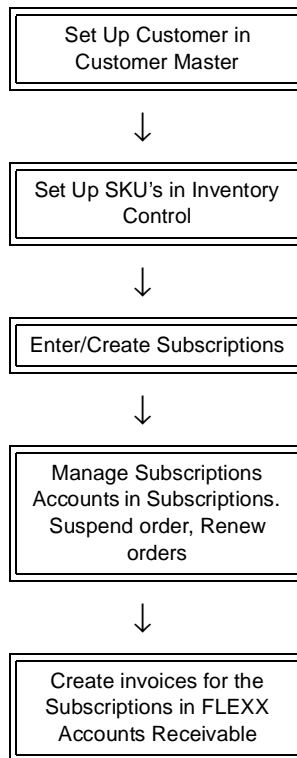 Set Up Customer in
Customer Master
↓
Set Up SKU's in Inventory
Control
↓
Enter/Create Subscriptions
↓
Manage Subscriptions
Accounts in Subscriptions.
Suspend order, Renew
orders
↓
Create invoices for the
Subscriptions in FLEXX
Accounts Receivable